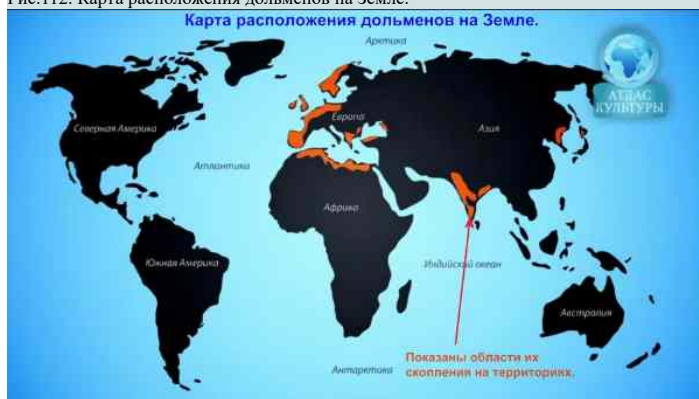 Рис.112. Карта расположения дольменов на Земле.
Карта расположения дольменов на Земле.
Арктика
АТЛАС
КУЛЬТУРЫ
Северная Америка
Европа
Азия
Атлантика
Африка
Южная Америка
Индийский океан
Австралия
Показаны области их
скопления на территориях.
Антарктика